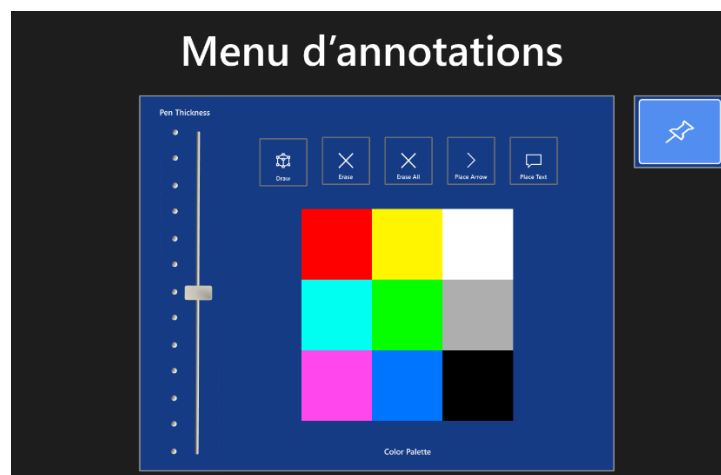 Menu d’annotations
Pen Thickness
Draw
Erase
Erase All
Place Arrow
Place Text
Color Palette